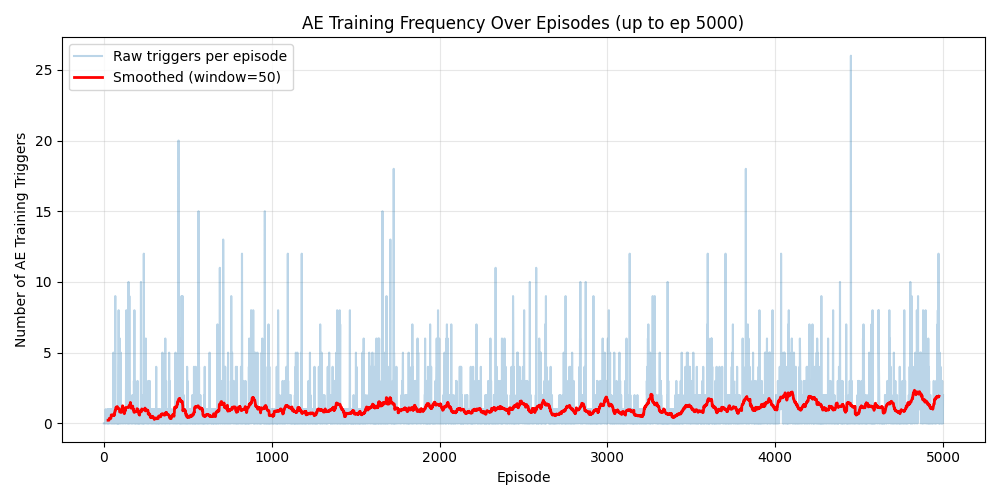 AE Training Frequency Over Episodes (up to ep 5000)
Raw triggers per episode
Smoothed (window=50)
Number of AE Training Triggers
25
20
15
10
5
0
0 1000 2000 3000 4000 5000
Episode